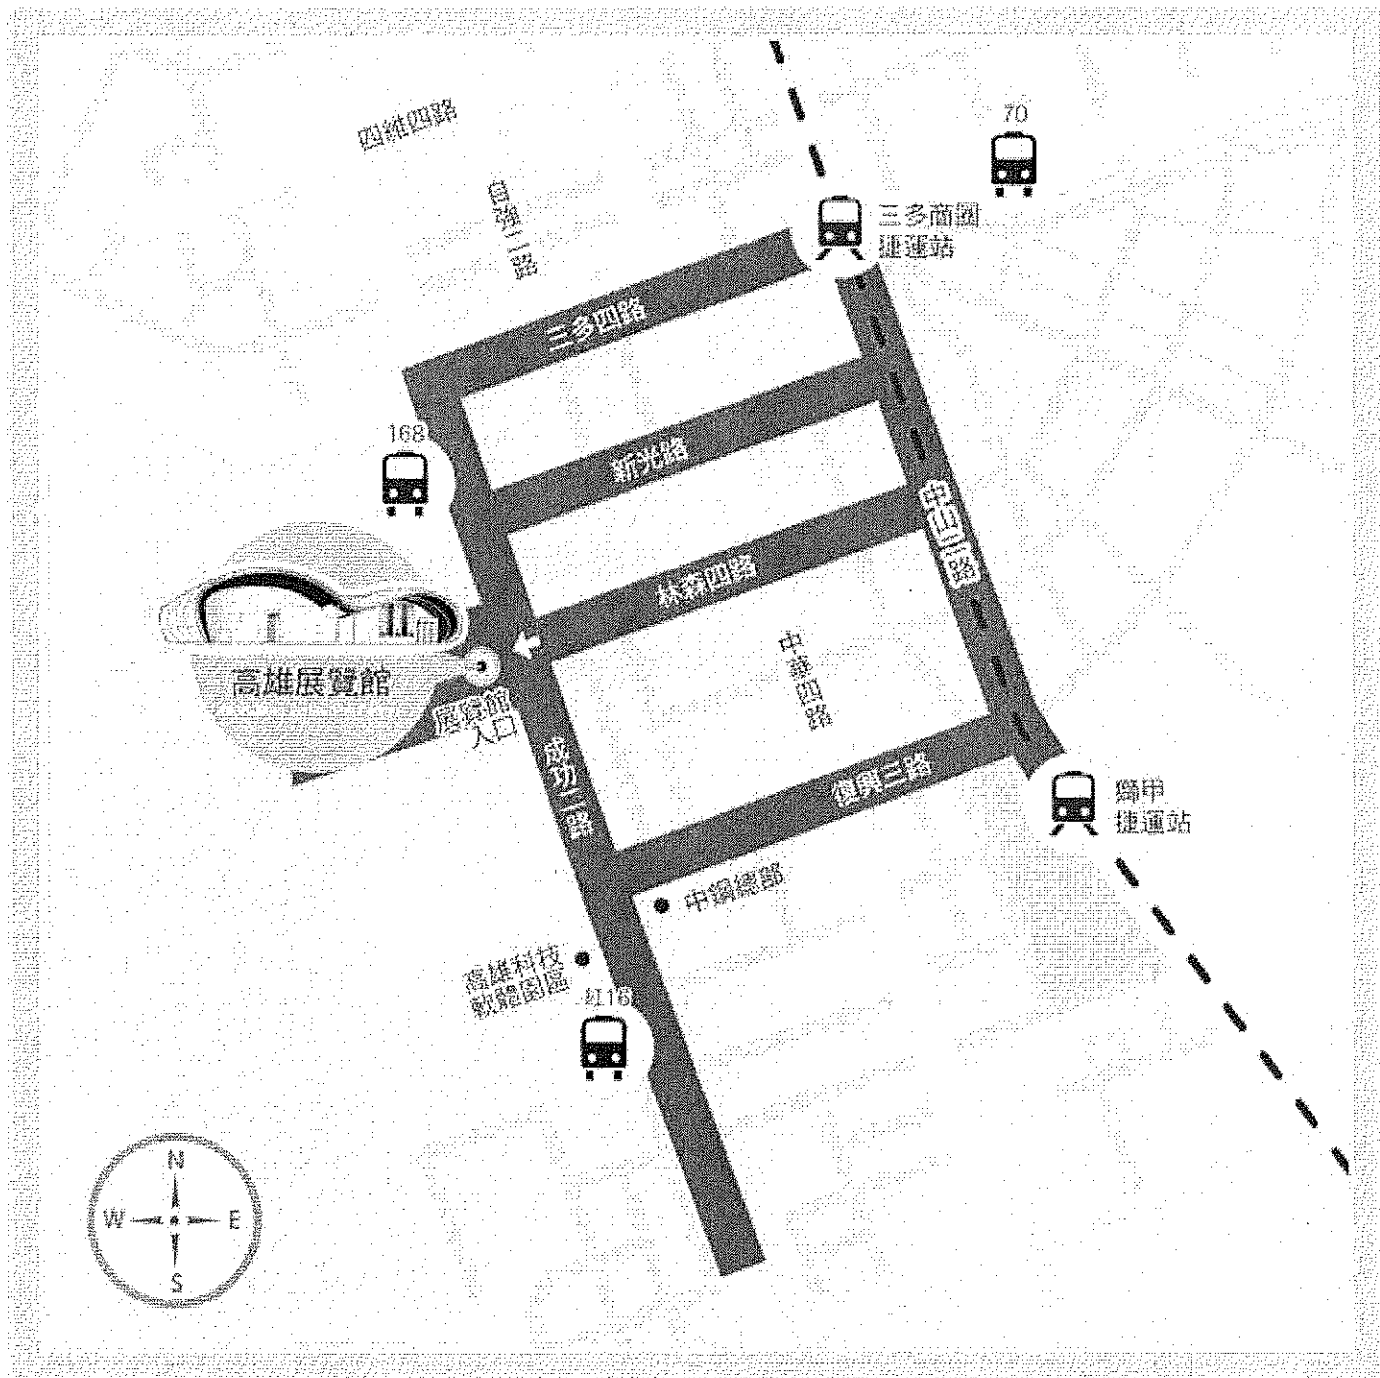 四維四路
70
自強二路
三多商圈
捷運站
三多四路
168
新光路
中山二路
林森四路
高雄展覽館
中華四路
展覽館
入口
成功二路
復興三路
獅甲
捷運站
中鋼總部
高雄科技
軟體園區
紅16
N
W
E
S